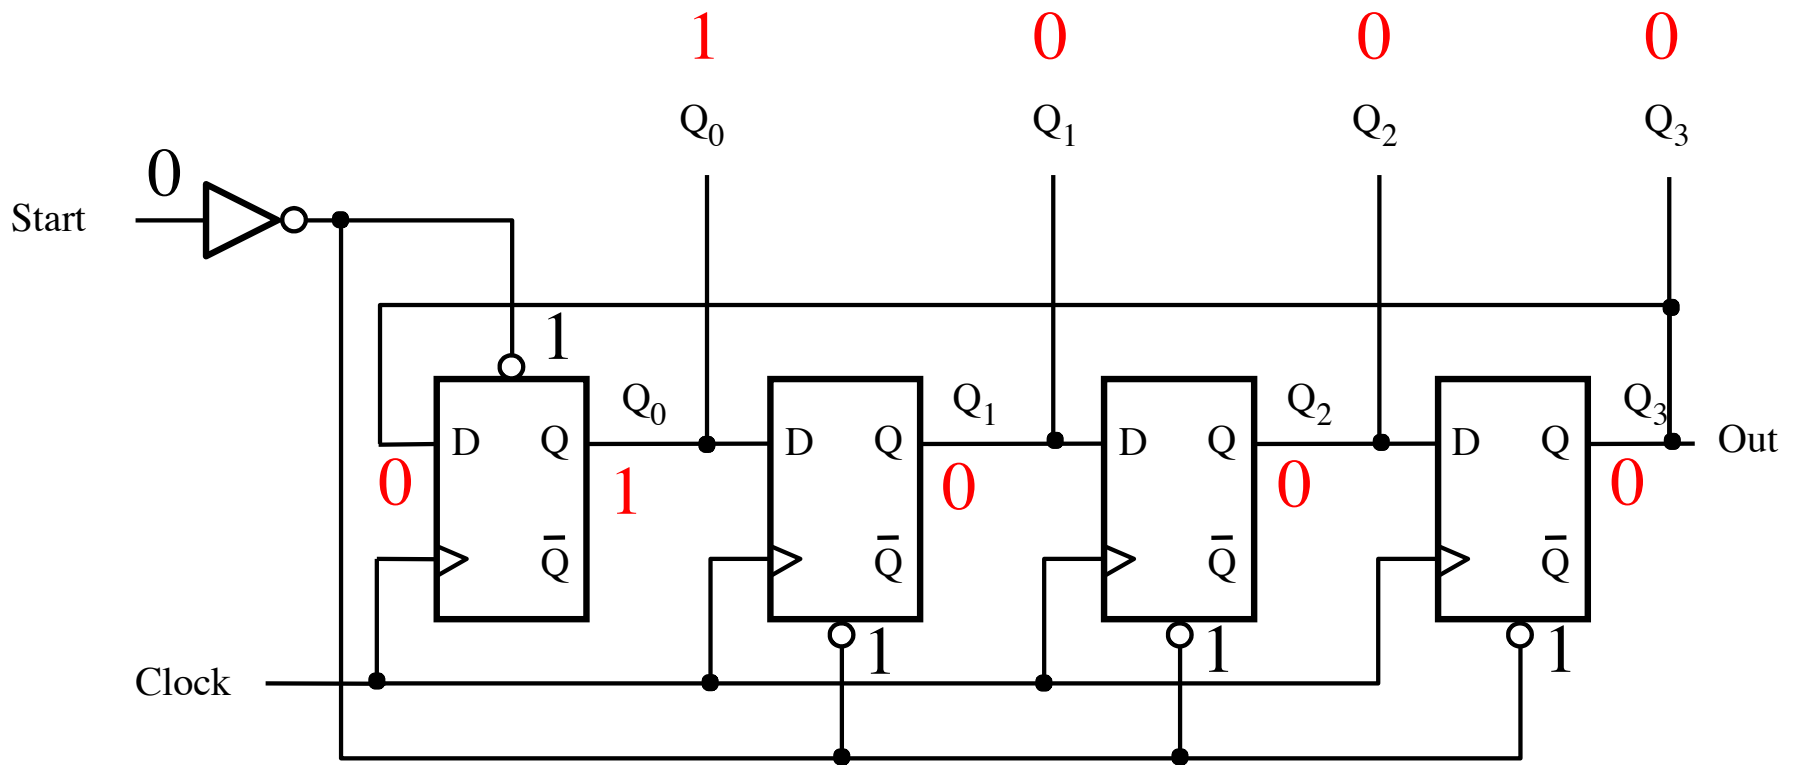 1 0 0 0
Q0 Q1 Q2 Q3
0
Start
1
Q0 Q1 Q2 Q3
D Q D Q D Q D Q Out
0 1 0 0 0
Q̅ Q̅ Q̅ Q̅
1 1 1
Clock